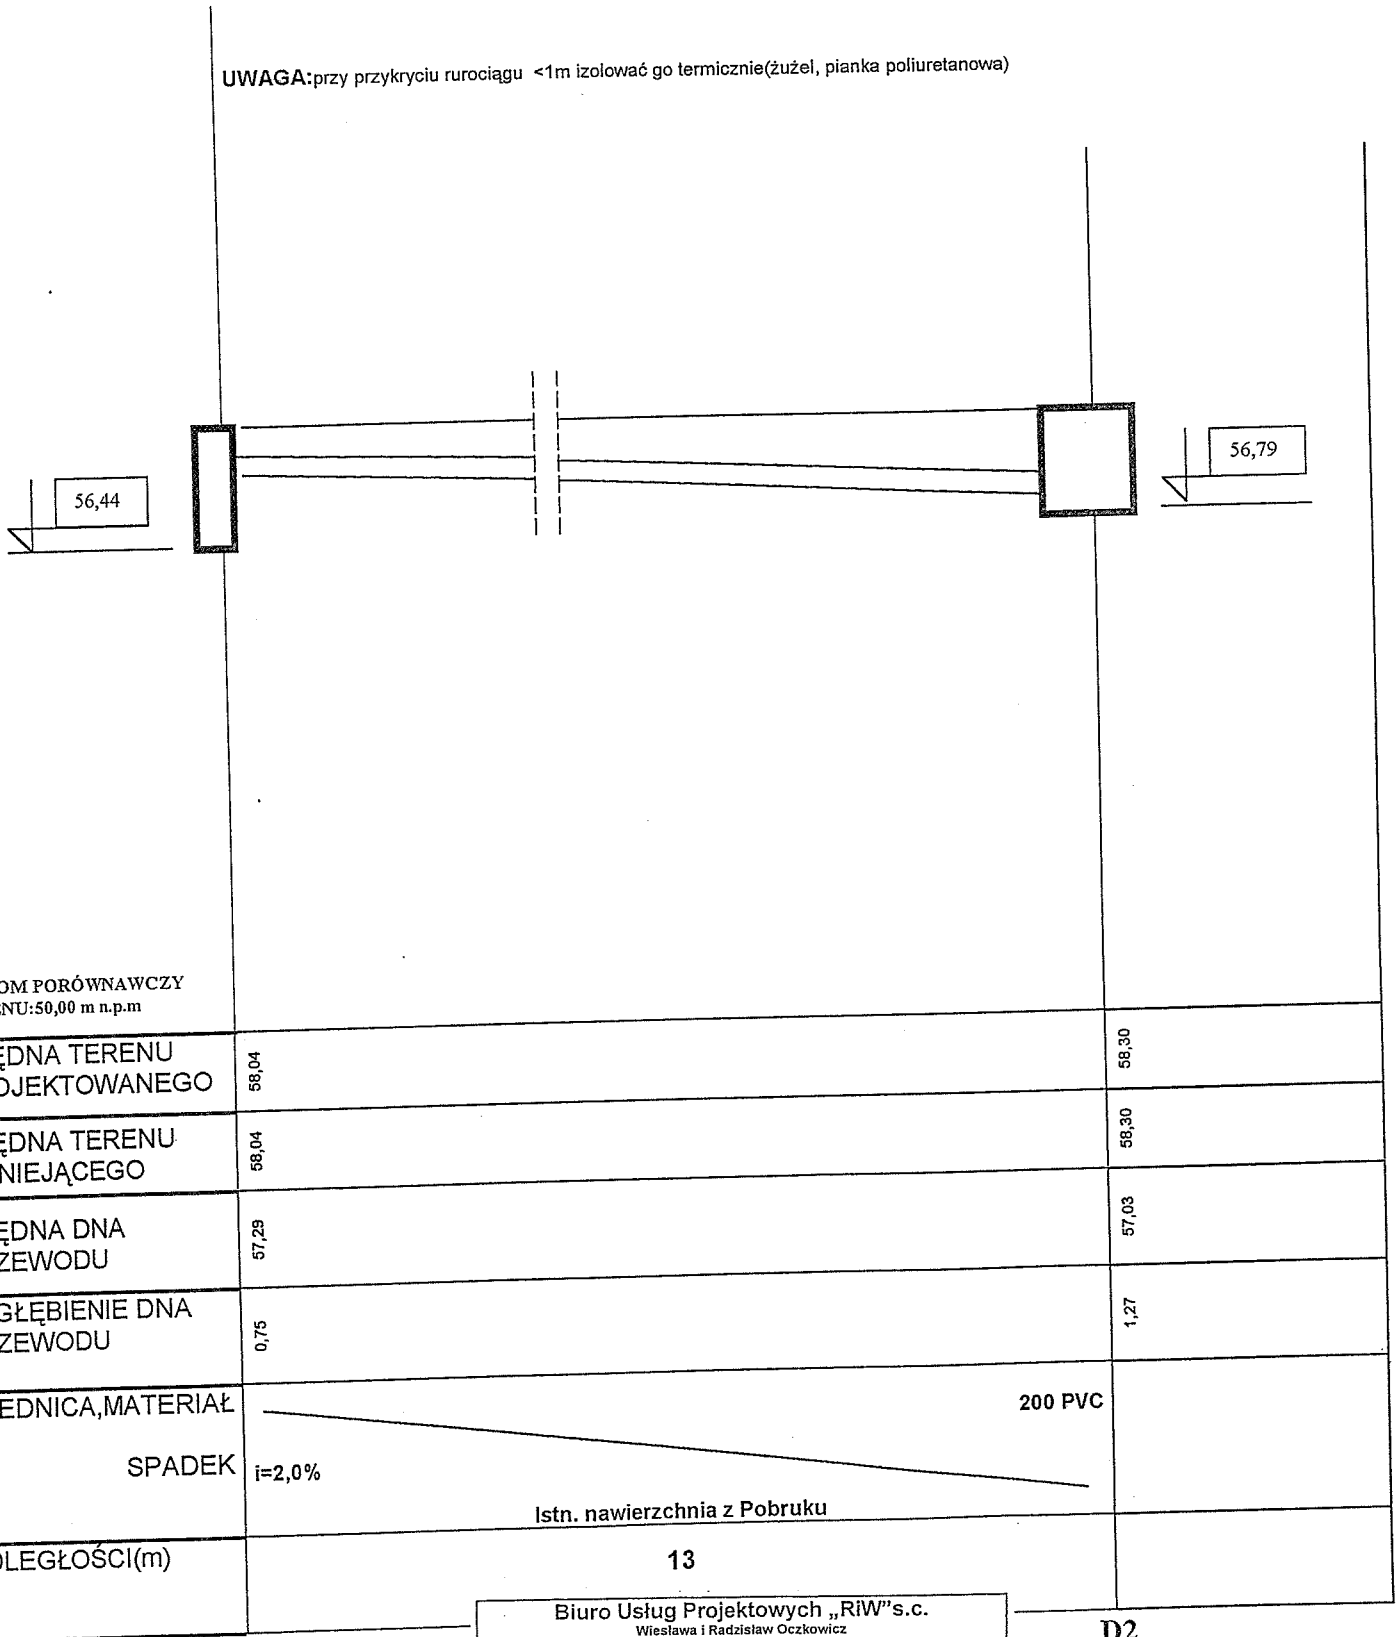 UWAGA:przy przykryciu rurociągu <1m izolować go termicznie(żużel, pianka poliuretanowa)
56,79
56,44
OM PORÓWNAWCZY
ENU:50,00 m n.p.m
ĘDNA TERENU
OJEKTOWANEGO
58,04
58,30
ĘDNA TERENU
NIEJĄCEGO
58,04
58,30
ĘDNA DNA
ZEWODU
57,29
57,03
GŁĘBIENIE DNA
ZEWODU
0,75
1,27
EDNICA,MATERIAŁ
200 PVC
SPADEK
i=2,0%
Istn. nawierzchnia z Pobruku
OLEGŁOŚCI(m)
13
Biuro Usług Projektowych „RiW”s.c.
Wiesława i Radzisław Oczkowicz
D2